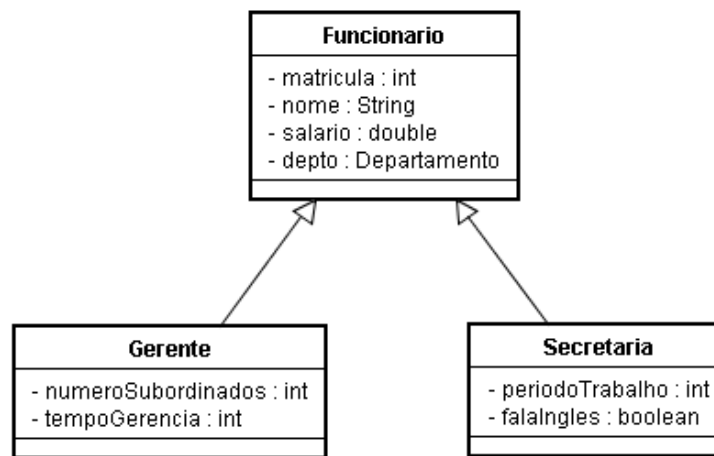 Funcionario
- matricula : int
- nome : String
- salario : double
- depto : Departamento
Gerente
- numeroSubordinados : int
- tempoGerencia : int
Secretaria
- periodoTrabalho : int
- falaIngles : boolean